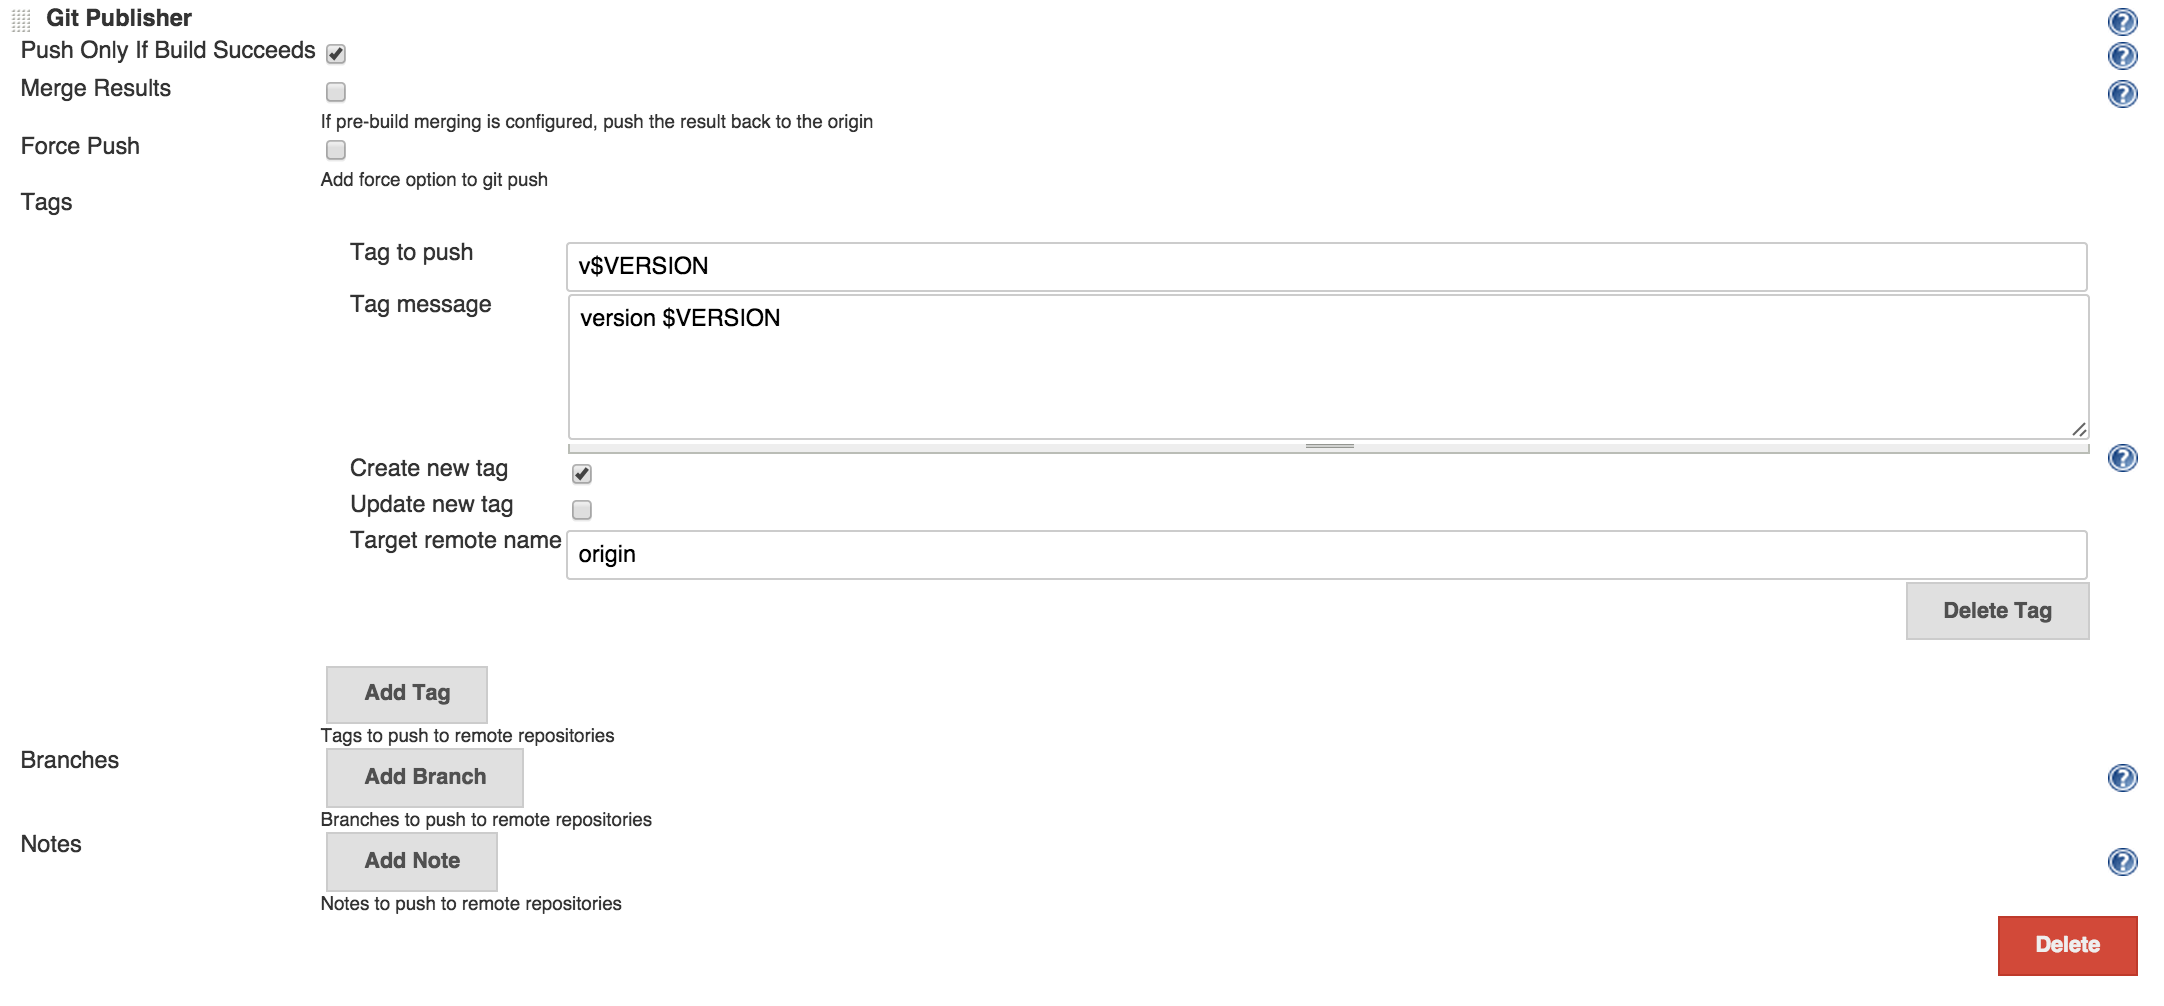 Git Publisher
Push Only If Build Succeeds
Merge Results
If pre-build merging is configured, push the result back to the origin
Force Push
Add force option to git push
Tags
Tag to push
v$VERSION
Tag message
version $VERSION
Create new tag
Update new tag
Target remote name
origin
Delete Tag
Add Tag
Tags to push to remote repositories
Branches
Add Branch
Branches to push to remote repositories
Notes
Add Note
Notes to push to remote repositories
Delete